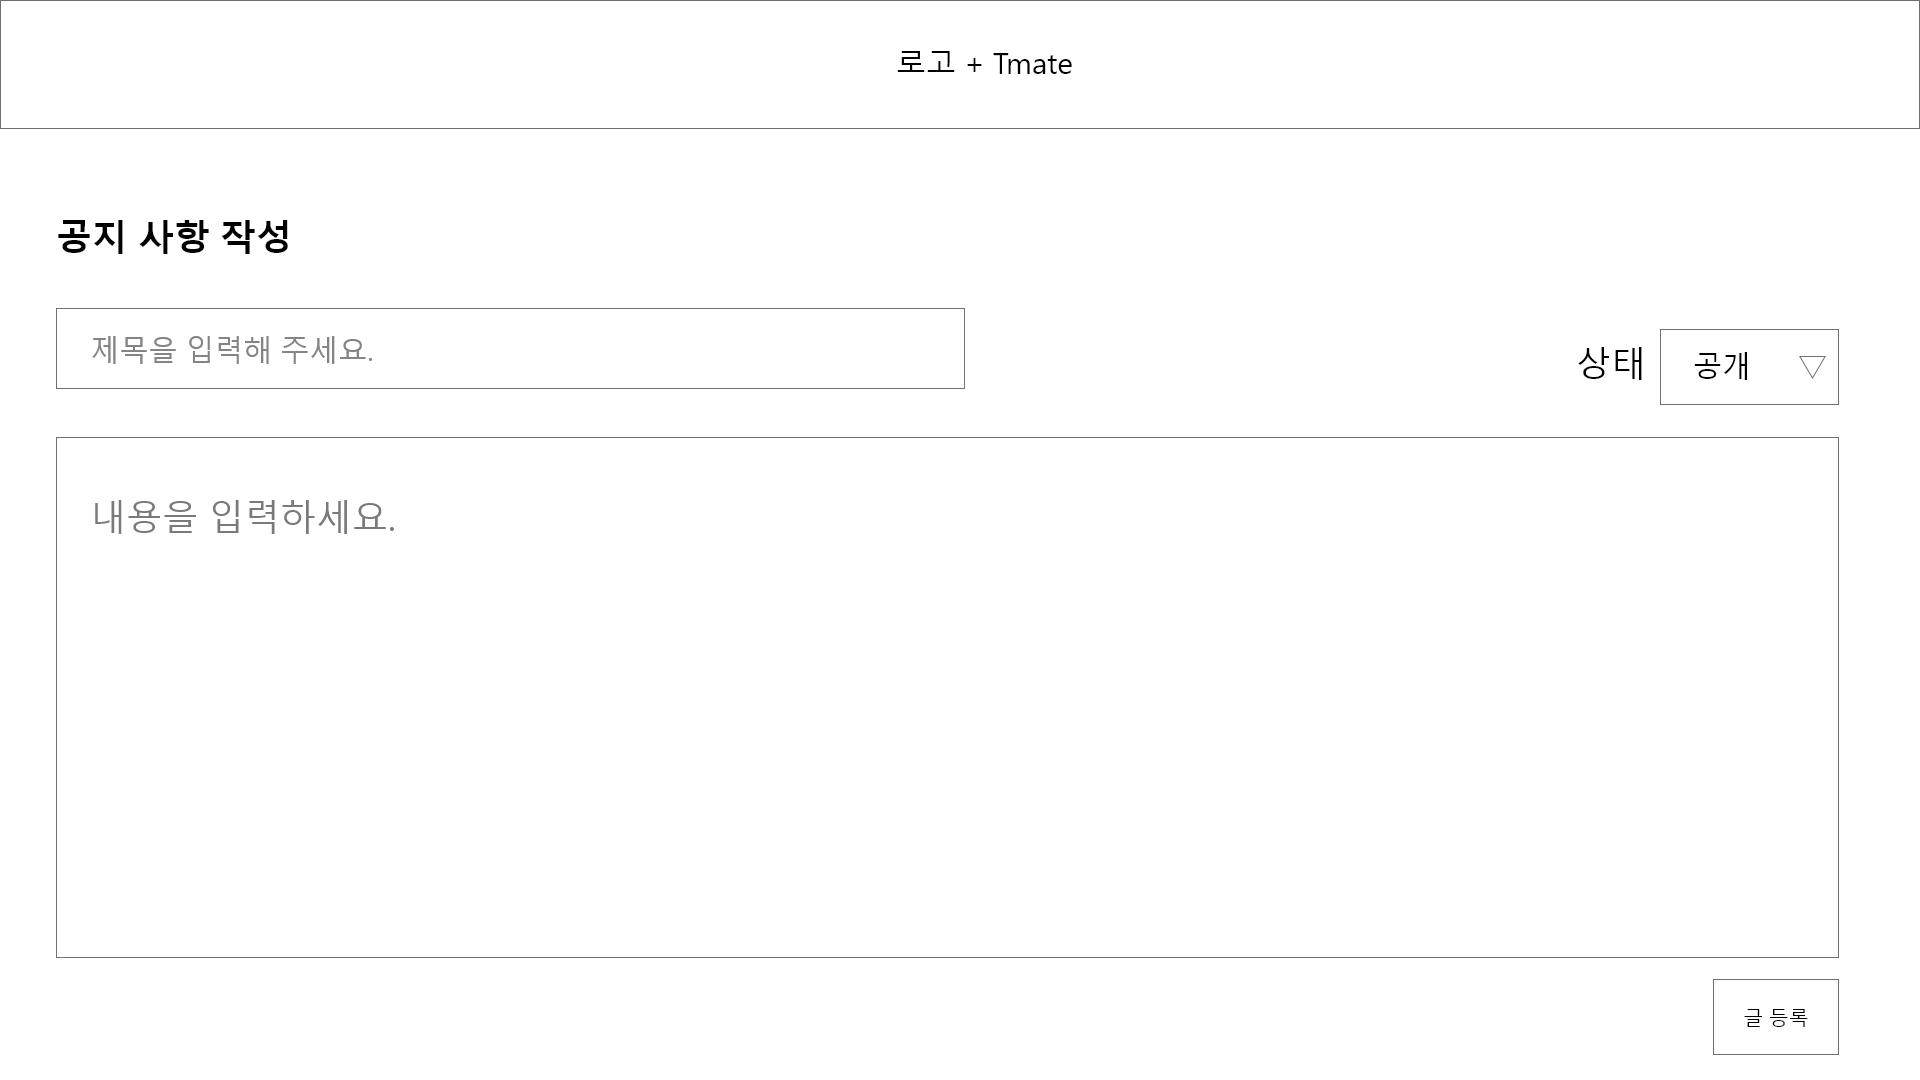 로고 + Tmate
공지 사항 작성
제목을 입력해 주세요.
상태 공개 ▽
내용을 입력하세요.
글 등록